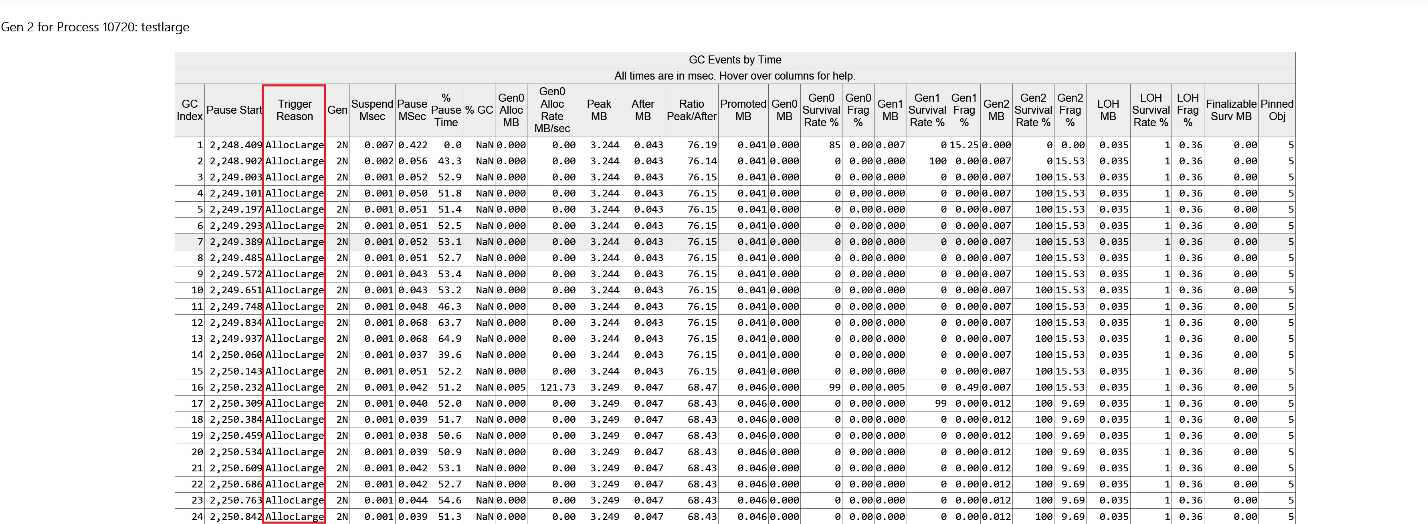 Gen 2 for Process 10720: testlarge
GC Events by Time
All times are in msec. Hover over columns for help.
GC Index Pause Start Trigger Reason Gen Suspend Msec Pause MSec % Pause Time % GC Gen0 Alloc MB Gen0 Alloc Rate MB/sec Peak MB After MB Ratio Peak/After Promoted MB Gen0 MB Gen0 Survival Rate % Gen0 Frag % Gen1 MB Gen1 Survival Rate % Gen1 Frag % Gen2 MB Gen2 Survival Rate % Gen2 Frag % LOH MB LOH Survival Rate % LOH Frag % Finalizable Surv MB Pinned Obj
1 2,248.409 AllocLarge 2N 0.007 0.422 0.0 NaN 0.000 0.00 3.244 0.043 76.19 0.041 0.000 85 0.00 0.007 0 15.25 0.000 0 0.00 0.035 1 0.36 0.00 5
2 2,248.902 AllocLarge 2N 0.002 0.056 43.3 NaN 0.000 0.00 3.244 0.043 76.14 0.041 0.000 0 0.00 0.000 100 0.00 0.007 0 15.53 0.035 1 0.36 0.00 5
3 2,249.003 AllocLarge 2N 0.001 0.052 52.9 NaN 0.000 0.00 3.244 0.043 76.15 0.041 0.000 0 0.00 0.000 0 0.00 0.007 100 15.53 0.035 1 0.36 0.00 5
4 2,249.101 AllocLarge 2N 0.001 0.050 51.8 NaN 0.000 0.00 3.244 0.043 76.15 0.041 0.000 0 0.00 0.000 0 0.00 0.007 100 15.53 0.035 1 0.36 0.00 5
5 2,249.197 AllocLarge 2N 0.001 0.051 51.4 NaN 0.000 0.00 3.244 0.043 76.15 0.041 0.000 0 0.00 0.000 0 0.00 0.007 100 15.53 0.035 1 0.36 0.00 5
6 2,249.293 AllocLarge 2N 0.001 0.051 52.5 NaN 0.000 0.00 3.244 0.043 76.15 0.041 0.000 0 0.00 0.000 0 0.00 0.007 100 15.53 0.035 1 0.36 0.00 5
7 2,249.389 AllocLarge 2N 0.001 0.052 53.1 NaN 0.000 0.00 3.244 0.043 76.15 0.041 0.000 0 0.00 0.000 0 0.00 0.007 100 15.53 0.035 1 0.36 0.00 5
8 2,249.485 AllocLarge 2N 0.001 0.051 52.7 NaN 0.000 0.00 3.244 0.043 76.15 0.041 0.000 0 0.00 0.000 0 0.00 0.007 100 15.53 0.035 1 0.36 0.00 5
9 2,249.572 AllocLarge 2N 0.001 0.043 53.4 NaN 0.000 0.00 3.244 0.043 76.15 0.041 0.000 0 0.00 0.000 0 0.00 0.007 100 15.53 0.035 1 0.36 0.00 5
10 2,249.651 AllocLarge 2N 0.001 0.043 53.2 NaN 0.000 0.00 3.244 0.043 76.15 0.041 0.000 0 0.00 0.000 0 0.00 0.007 100 15.53 0.035 1 0.36 0.00 5
11 2,249.748 AllocLarge 2N 0.001 0.048 46.3 NaN 0.000 0.00 3.244 0.043 76.15 0.041 0.000 0 0.00 0.000 0 0.00 0.007 100 15.53 0.035 1 0.36 0.00 5
12 2,249.834 AllocLarge 2N 0.001 0.068 63.7 NaN 0.000 0.00 3.244 0.043 76.15 0.041 0.000 0 0.00 0.000 0 0.00 0.007 100 15.53 0.035 1 0.36 0.00 5
13 2,249.937 AllocLarge 2N 0.001 0.068 64.9 NaN 0.000 0.00 3.244 0.043 76.15 0.041 0.000 0 0.00 0.000 0 0.00 0.007 100 15.53 0.035 1 0.36 0.00 5
14 2,250.060 AllocLarge 2N 0.001 0.037 39.6 NaN 0.000 0.00 3.244 0.043 76.15 0.041 0.000 0 0.00 0.000 0 0.00 0.007 100 15.53 0.035 1 0.36 0.00 5
15 2,250.143 AllocLarge 2N 0.001 0.051 52.2 NaN 0.000 0.00 3.244 0.043 76.15 0.041 0.000 0 0.00 0.000 0 0.00 0.007 100 15.53 0.035 1 0.36 0.00 5
16 2,250.232 AllocLarge 2N 0.001 0.042 51.2 NaN 0.005 121.73 3.249 0.047 68.47 0.046 0.000 99 0.00 0.005 0 0.49 0.007 100 15.53 0.035 1 0.36 0.00 5
17 2,250.309 AllocLarge 2N 0.001 0.040 52.0 NaN 0.000 0.00 3.249 0.047 68.43 0.046 0.000 0 0.00 0.000 99 0.00 0.012 100 9.69 0.035 1 0.36 0.00 5
18 2,250.384 AllocLarge 2N 0.001 0.039 51.7 NaN 0.000 0.00 3.249 0.047 68.43 0.046 0.000 0 0.00 0.000 0 0.00 0.012 100 9.69 0.035 1 0.36 0.00 5
19 2,250.459 AllocLarge 2N 0.001 0.038 50.6 NaN 0.000 0.00 3.249 0.047 68.43 0.046 0.000 0 0.00 0.000 0 0.00 0.012 100 9.69 0.035 1 0.36 0.00 5
20 2,250.534 AllocLarge 2N 0.001 0.039 50.9 NaN 0.000 0.00 3.249 0.047 68.43 0.046 0.000 0 0.00 0.000 0 0.00 0.012 100 9.69 0.035 1 0.36 0.00 5
21 2,250.609 AllocLarge 2N 0.001 0.042 53.1 NaN 0.000 0.00 3.249 0.047 68.43 0.046 0.000 0 0.00 0.000 0 0.00 0.012 100 9.69 0.035 1 0.36 0.00 5
22 2,250.686 AllocLarge 2N 0.001 0.042 52.7 NaN 0.000 0.00 3.249 0.047 68.43 0.046 0.000 0 0.00 0.000 0 0.00 0.012 100 9.69 0.035 1 0.36 0.00 5
23 2,250.763 AllocLarge 2N 0.001 0.044 54.6 NaN 0.000 0.00 3.249 0.047 68.43 0.046 0.000 0 0.00 0.000 0 0.00 0.012 100 9.69 0.035 1 0.36 0.00 5
24 2,250.842 AllocLarge 2N 0.001 0.039 51.3 NaN 0.000 0.00 3.249 0.047 68.43 0.046 0.000 0 0.00 0.000 0 0.00 0.012 100 9.69 0.035 1 0.36 0.00 5